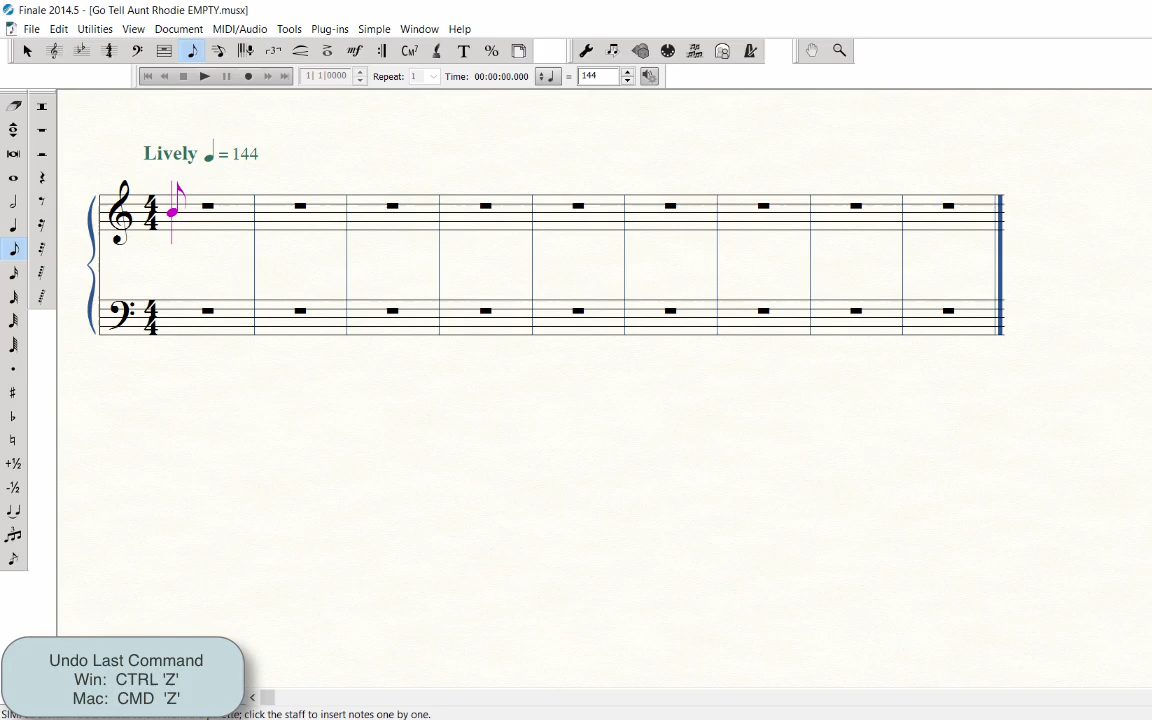 Finale 2014.5 - [Go Tell Aunt Rhodie EMPTY.musx]
File Edit Utilities View Document MIDI/Audio Tools Plug-ins Simple Window Help
1| 1|0000 Repeat: 1 Time: 00:00:00.000 = 144
Lively = 144
+½
-½
Undo Last Command
Win: CTRL 'Z'
Mac: CMD 'Z'
click the staff to insert notes one by one.